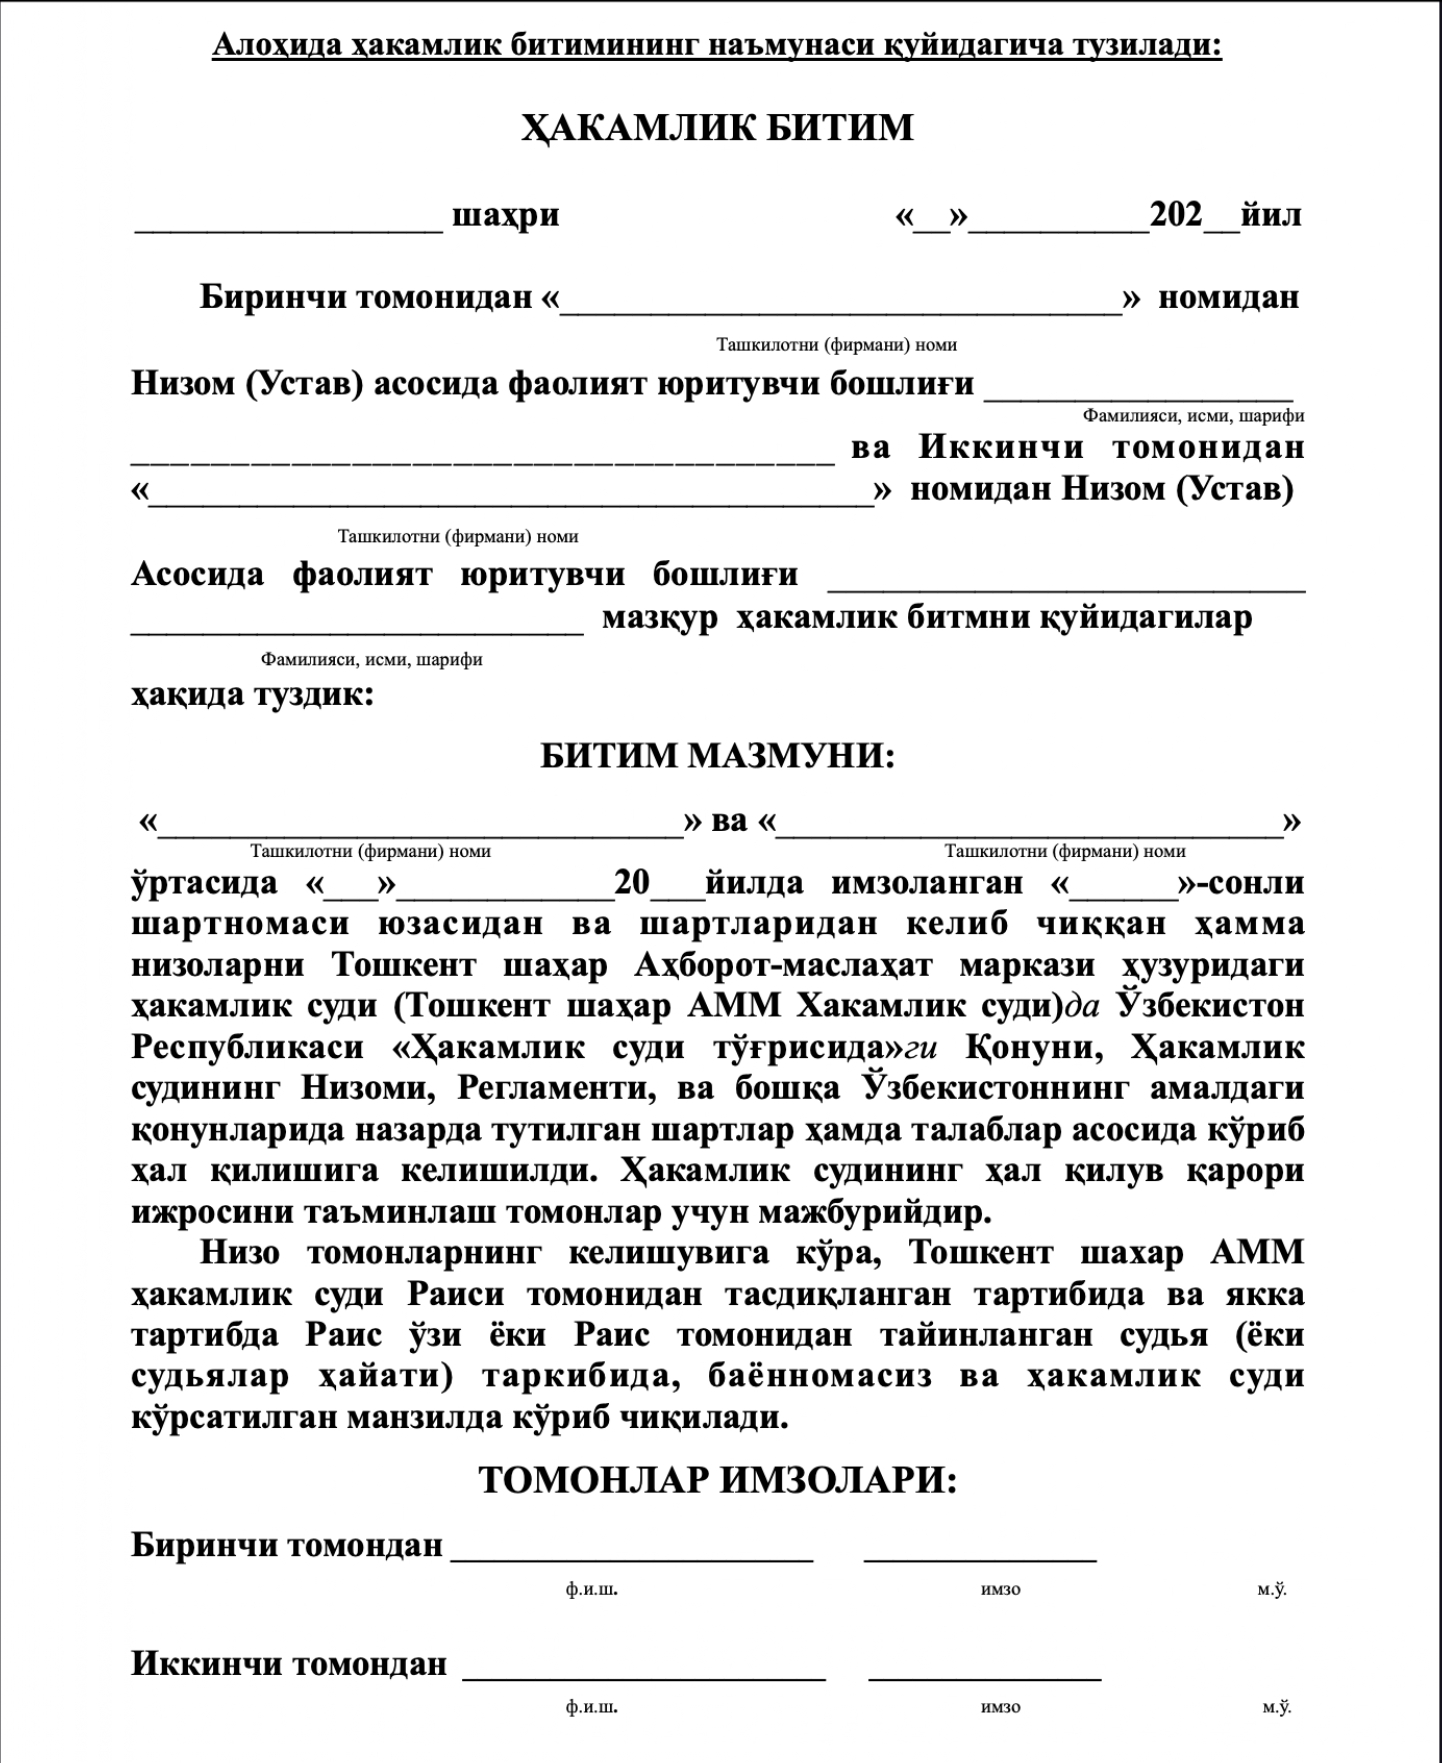 Алоҳида ҳакамлик битимининг наъмунаси қуйидагича тузилади:
ҲАКАМЛИК БИТИМ
_________________ шаҳри «__»__________202__йил
Биринчи томонидан «_______________________________» номидан
Ташкилотни (фирмани) номи
Низом (Устав) асосида фаолият юритувчи бошлиғи _________________
Фамилияси, исми, шарифи
___________________________________ ва Иккинчи томонидан
«________________________________________» номидан Низом (Устав)
Ташкилотни (фирмани) номи
Асосида фаолият юритувчи бошлиғи __________________________
_________________________ мазқур ҳакамлик битмни қуйидагилар
Фамилияси, исми, шарифи
ҳақида туздик:
БИТИМ МАЗМУНИ:
«_____________________________» ва «____________________________»
Ташкилотни (фирмани) номи Ташкилотни (фирмани) номи
ўртасида «___»____________20___йилда имзоланган «______»-сонли
шартномаси юзасидан ва шартларидан келиб чиққан ҳамма
низоларни Тошкент шаҳар Аҳборот-маслаҳат маркази ҳузуридаги
ҳакамлик суди (Тошкент шаҳар АММ Хакамлик суди)да Ўзбекистон
Республикаси «Ҳакамлик суди тўғрисида»ги Қонуни, Ҳакамлик
судининг Низоми, Регламенти, ва бошқа Ўзбекистоннинг амалдаги
қонунларида назарда тутилган шартлар ҳамда талаблар асосида кўриб
ҳал қилишига келишилди. Ҳакамлик судининг ҳал қилув қарори
ижросини таъминлаш томонлар учун мажбурийдир.
Низо томонларнинг келишувига кўра, Тошкент шахар АММ
ҳакамлик суди Раиси томонидан тасдиқланган тартибида ва якка
тартибда Раис ўзи ёки Раис томонидан тайинланган судья (ёки
судьялар ҳайати) таркибида, баённомасиз ва ҳакамлик суди
кўрсатилган манзилда кўриб чиқилади.
ТОМОНЛАР ИМЗОЛАРИ:
Биринчи томондан ____________________ _____________
ф.и.ш. имзо м.ў.
Иккинчи томондан ____________________ _____________
ф.и.ш. имзо м.ў.